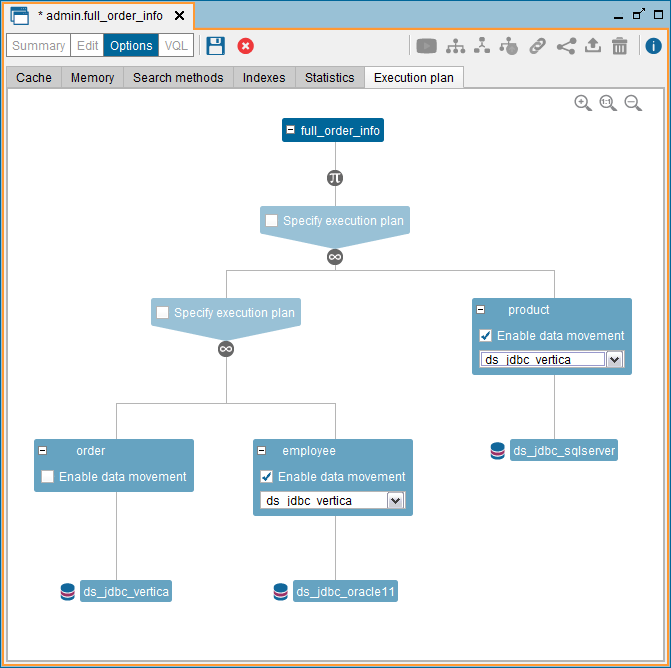 * admin.full_order_info
Summary Edit Options VQL
Cache Memory Search methods Indexes Statistics Execution plan
1:1
full_order_info
π
Specify execution plan
∞
Specify execution plan
∞
product
Enable data movement
ds_jdbc_vertica
ds_jdbc_sqlserver
order
Enable data movement
employee
Enable data movement
ds_jdbc_vertica
ds_jdbc_vertica
ds_jdbc_oracle11